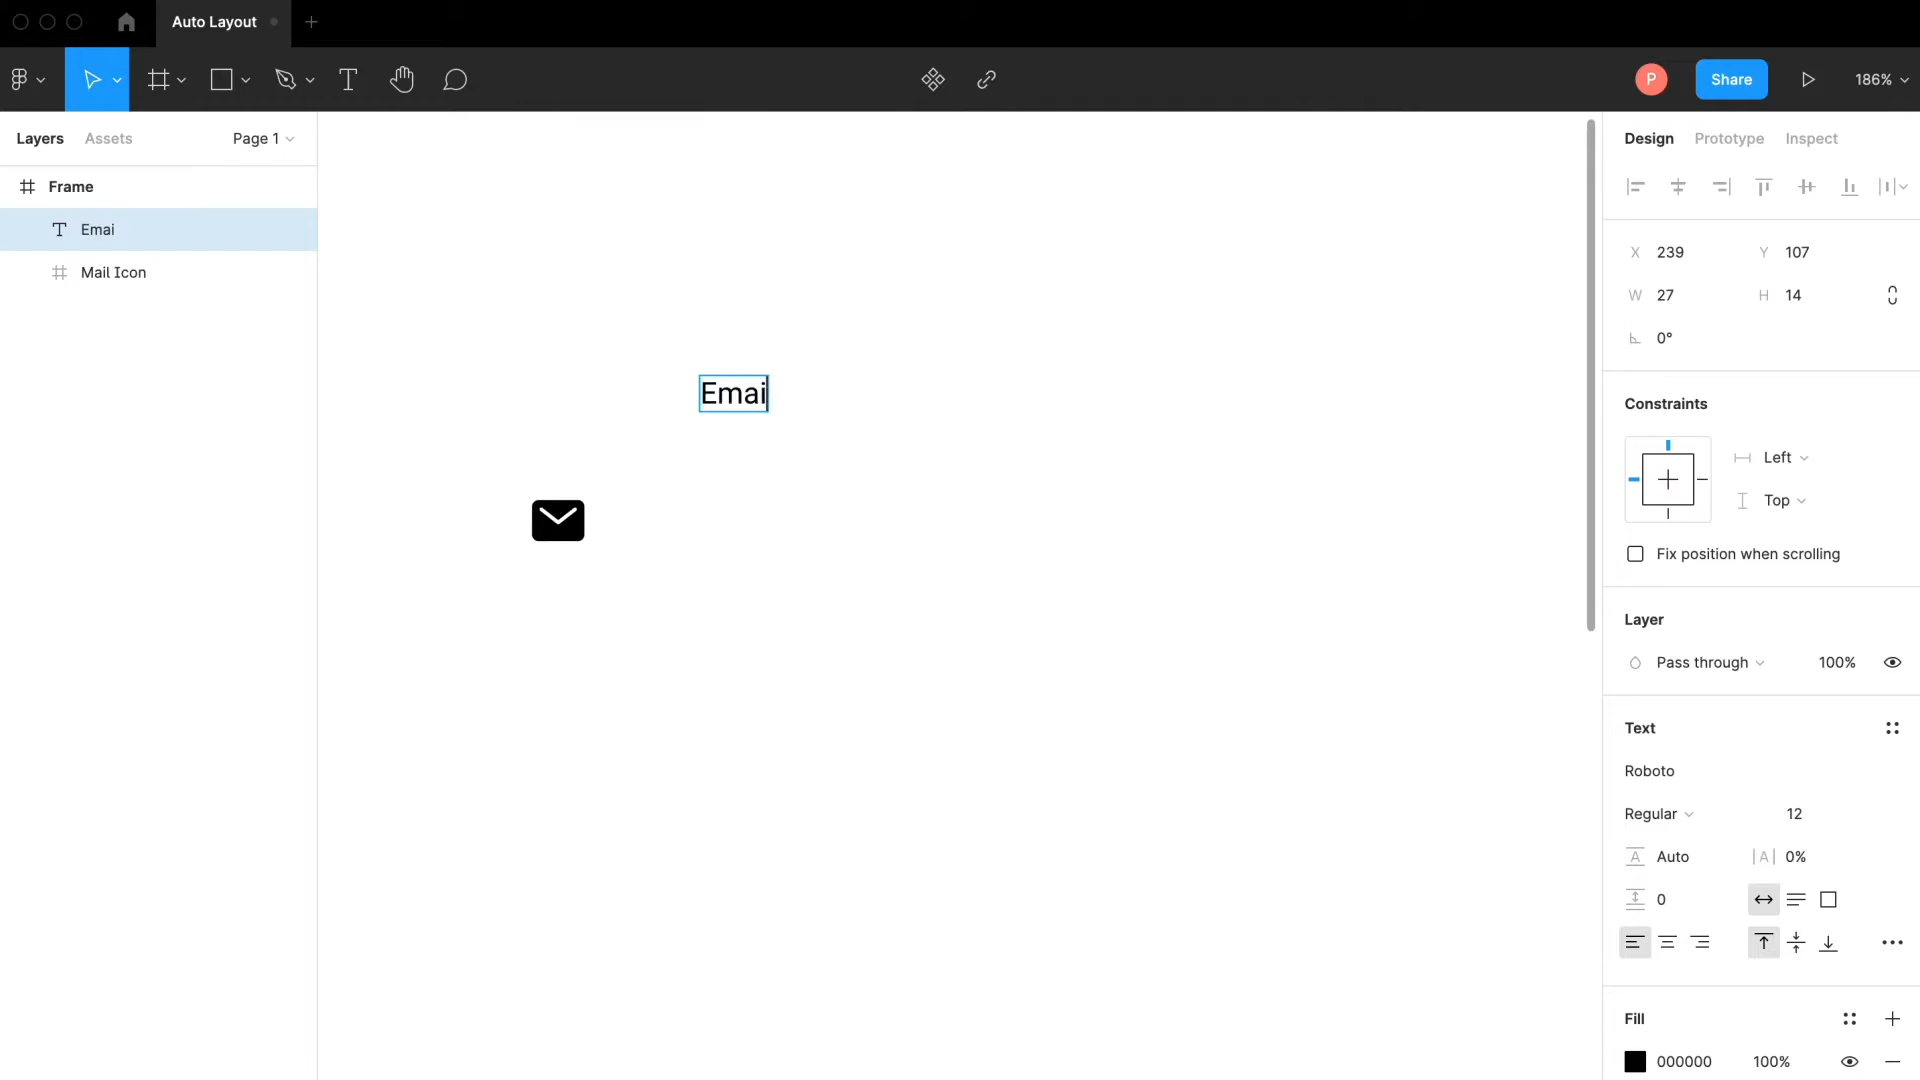 Auto Layout
P
Share
186%
Layers
Assets
Page 1
Frame
Emai
Mail Icon
Emai
Design
Prototype
Inspect
X 239
Y 107
W 27
H 14
0°
Constraints
Left
Top
Fix position when scrolling
Layer
Pass through
100%
Text
Roboto
Regular
12
A Auto
|A| 0%
0
Fill
000000
100%